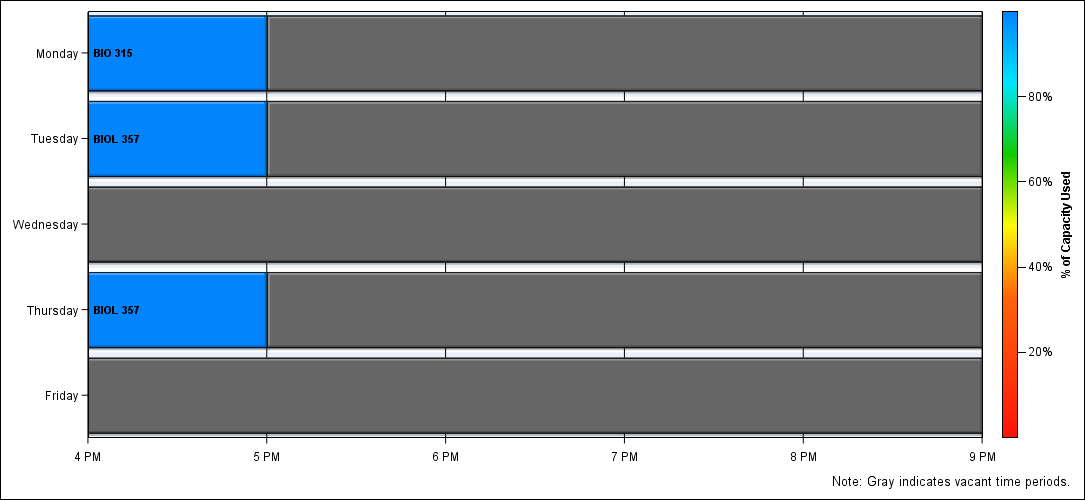 Monday
BIO 315
Tuesday
BIOL 357
Wednesday
Thursday
BIOL 357
Friday
4 PM 5 PM 6 PM 7 PM 8 PM 9 PM
80%
60%
40%
20%
% of Capacity Used
Note: Gray indicates vacant time periods.